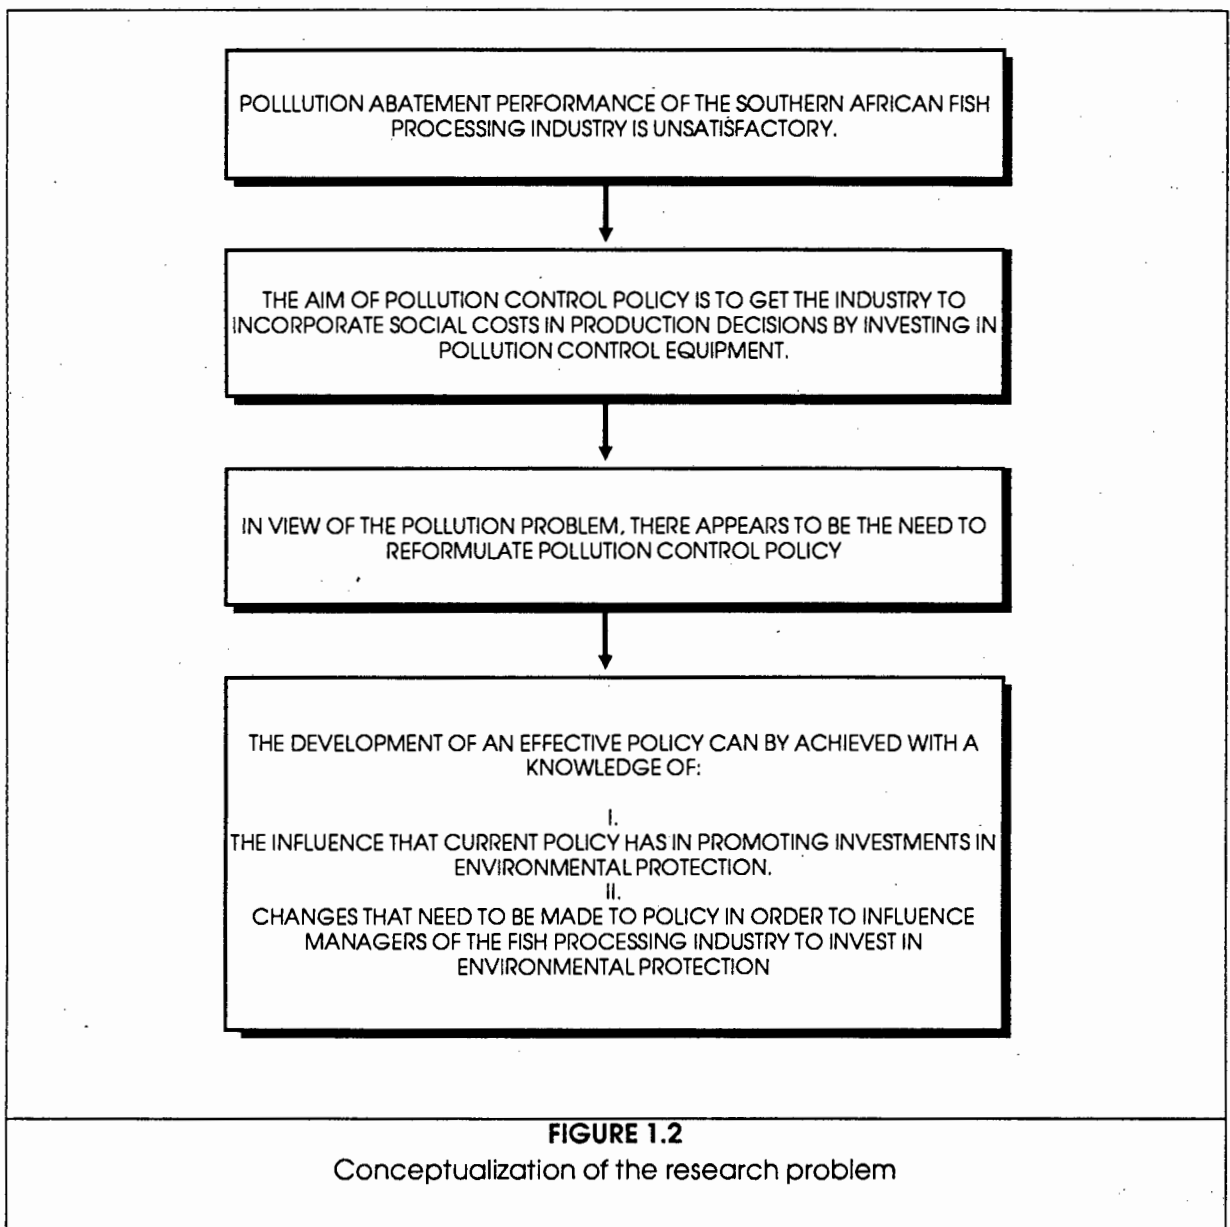 POLLLUTION ABATEMENT PERFORMANCE OF THE SOUTHERN AFRICAN FISH
PROCESSING INDUSTRY IS UNSATISFACTORY.
THE AIM OF POLLUTION CONTROL POLICY IS TO GET THE INDUSTRY TO
INCORPORATE SOCIAL COSTS IN PRODUCTION DECISIONS BY INVESTING IN
POLLUTION CONTROL EQUIPMENT.
IN VIEW OF THE POLLUTION PROBLEM, THERE APPEARS TO BE THE NEED TO
REFORMULATE POLLUTION CONTROL POLICY
THE DEVELOPMENT OF AN EFFECTIVE POLICY CAN BY ACHIEVED WITH A
KNOWLEDGE OF:
I.
THE INFLUENCE THAT CURRENT POLICY HAS IN PROMOTING INVESTMENTS IN
ENVIRONMENTAL PROTECTION.
II.
CHANGES THAT NEED TO BE MADE TO POLICY IN ORDER TO INFLUENCE
MANAGERS OF THE FISH PROCESSING INDUSTRY TO INVEST IN
ENVIRONMENTAL PROTECTION
FIGURE 1.2
Conceptualization of the research problem